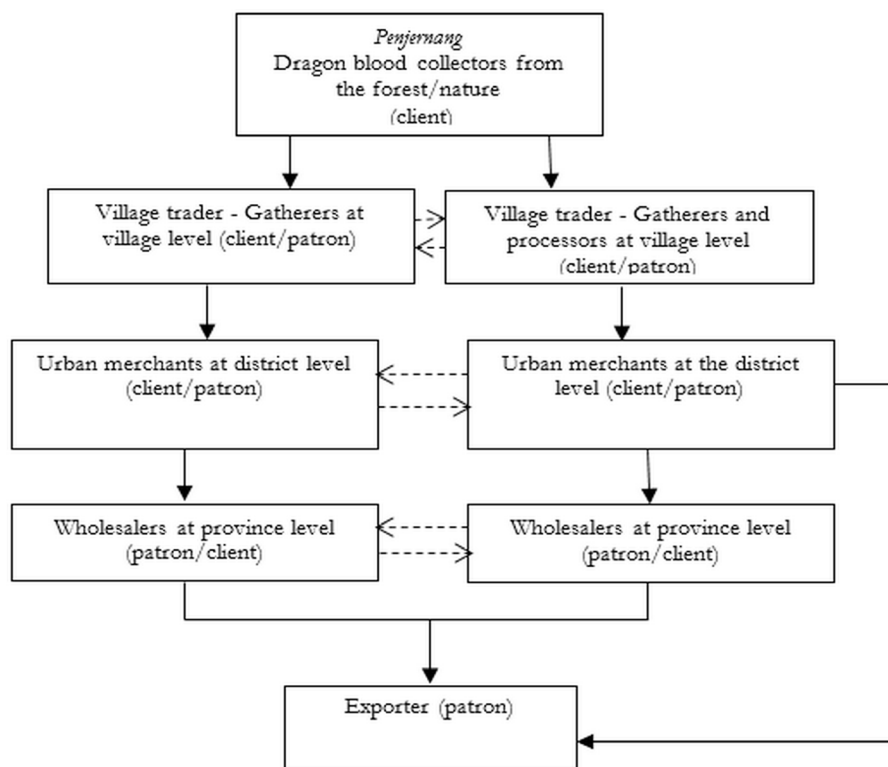 Penjernang
Dragon blood collectors from
the forest/nature
(client)
Village trader - Gatherers at
village level (client/patron)
Village trader - Gatherers and
processors at village level
(client/patron)
Urban merchants at district level
(client/patron)
Urban merchants at the district
level (client/patron)
Wholesalers at province level
(patron/client)
Wholesalers at province level
(patron/client)
Exporter (patron)